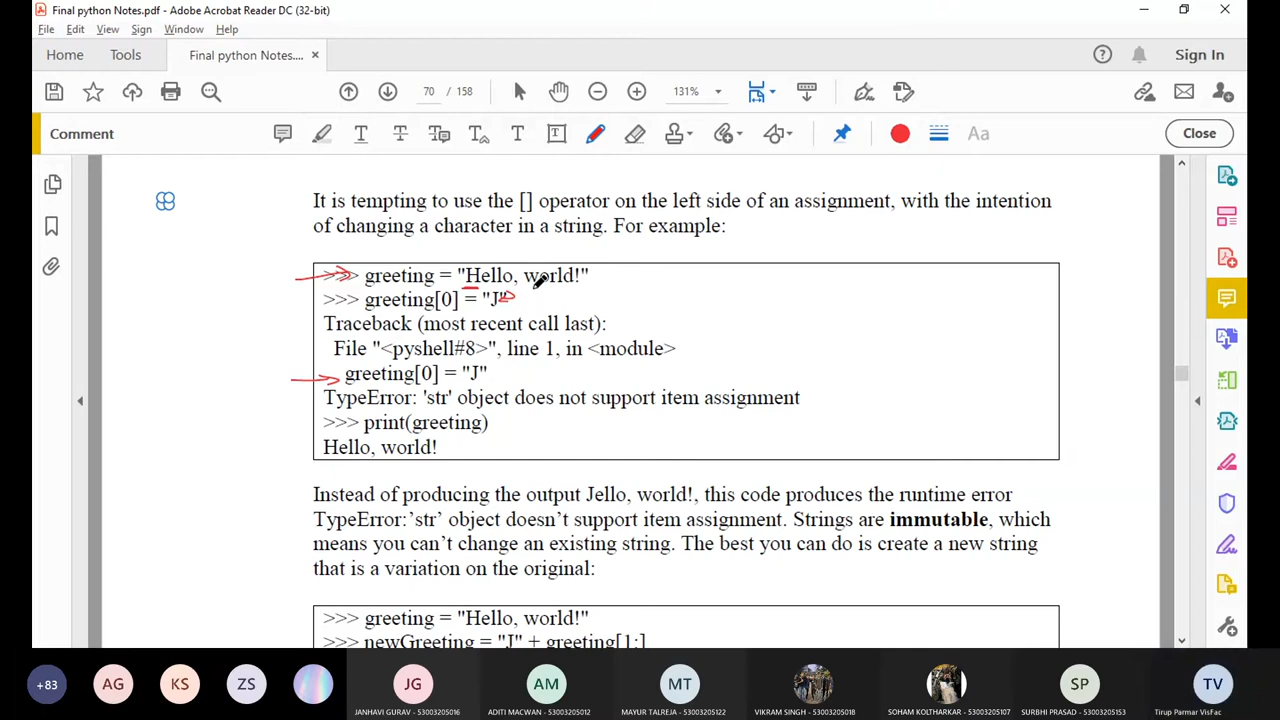 Final python Notes.pdf - Adobe Acrobat Reader DC (32-bit)
File Edit View Sign Window Help
Home Tools Final python Notes.... × Sign In
70 / 158 131%
Comment Aa Close
It is tempting to use the [] operator on the left side of an assignment, with the intention
of changing a character in a string. For example:
>>> greeting = "Hello, world!"
>>> greeting[0] = "J"
Traceback (most recent call last):
File "<pyshell#8>", line 1, in <module>
greeting[0] = "J"
TypeError: 'str' object does not support item assignment
>>> print(greeting)
Hello, world!
Instead of producing the output Jello, world!, this code produces the runtime error
TypeError:’str’ object doesn’t support item assignment. Strings are immutable, which
means you can’t change an existing string. The best you can do is create a new string
that is a variation on the original:
>>> greeting = "Hello, world!"
>>> newGreeting = "J" + greeting[1:]
+83 AG KS ZS JG AM MT SP TV
JANHAVI GURAV - 53003205016 ADITI MACWAN - 53003205012 MAYUR TALREJA - 53003205122 VIKRAM SINGH - 53003205018 SOHAM KOLTHARKAR - 53003205107 SURBHI PRASAD - 53003205153 Tirup Parmar VisFac